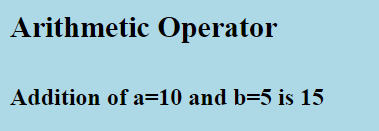 Arithmetic Operator
Addition of a=10 and b=5 is 15